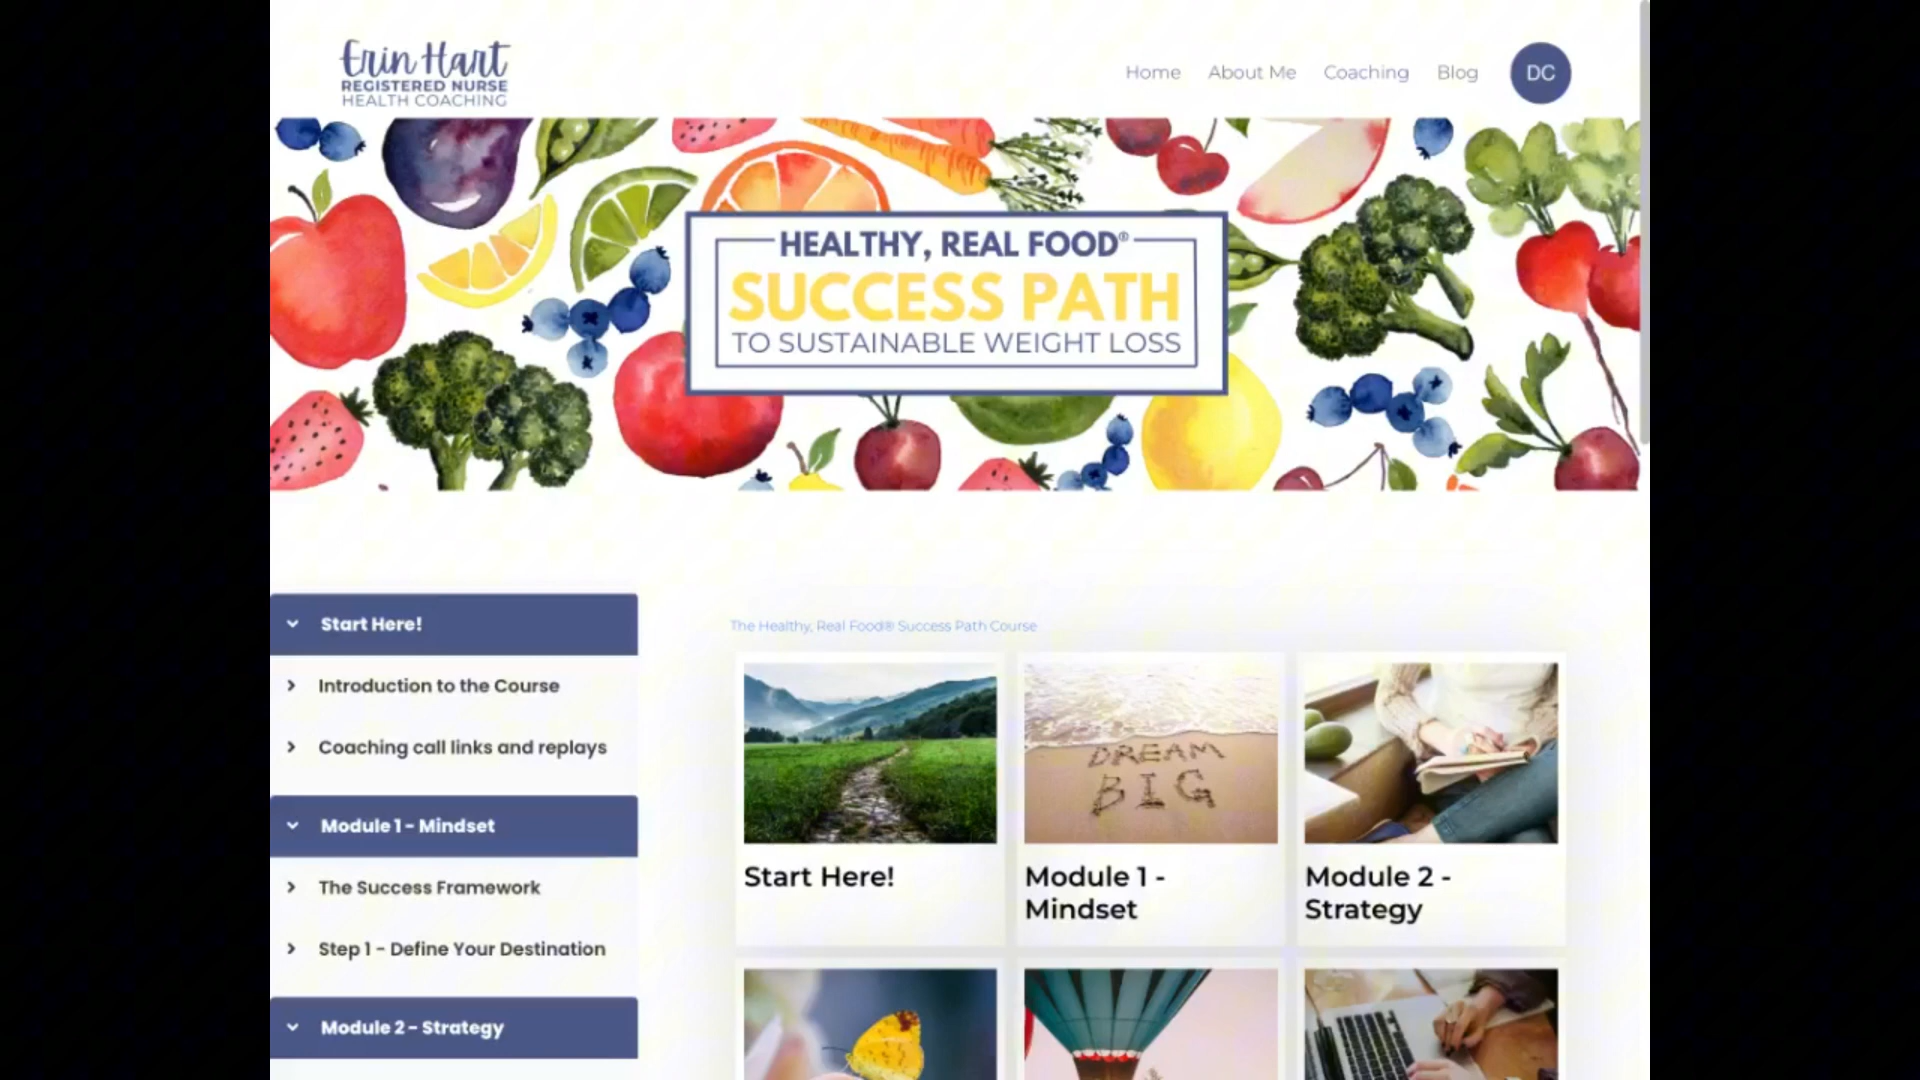 Erin Hart
REGISTERED NURSE
HEALTH COACHING
Home About Me Coaching Blog DC
HEALTHY, REAL FOOD®
SUCCESS PATH
TO SUSTAINABLE WEIGHT LOSS
Start Here!
Introduction to the Course
Coaching call links and replays
Module 1 - Mindset
The Success Framework
Step 1 - Define Your Destination
Module 2 - Strategy
The Healthy, Real Food® Success Path Course
DREAM
BIG
Start Here!
Module 1 -
Mindset
Module 2 -
Strategy